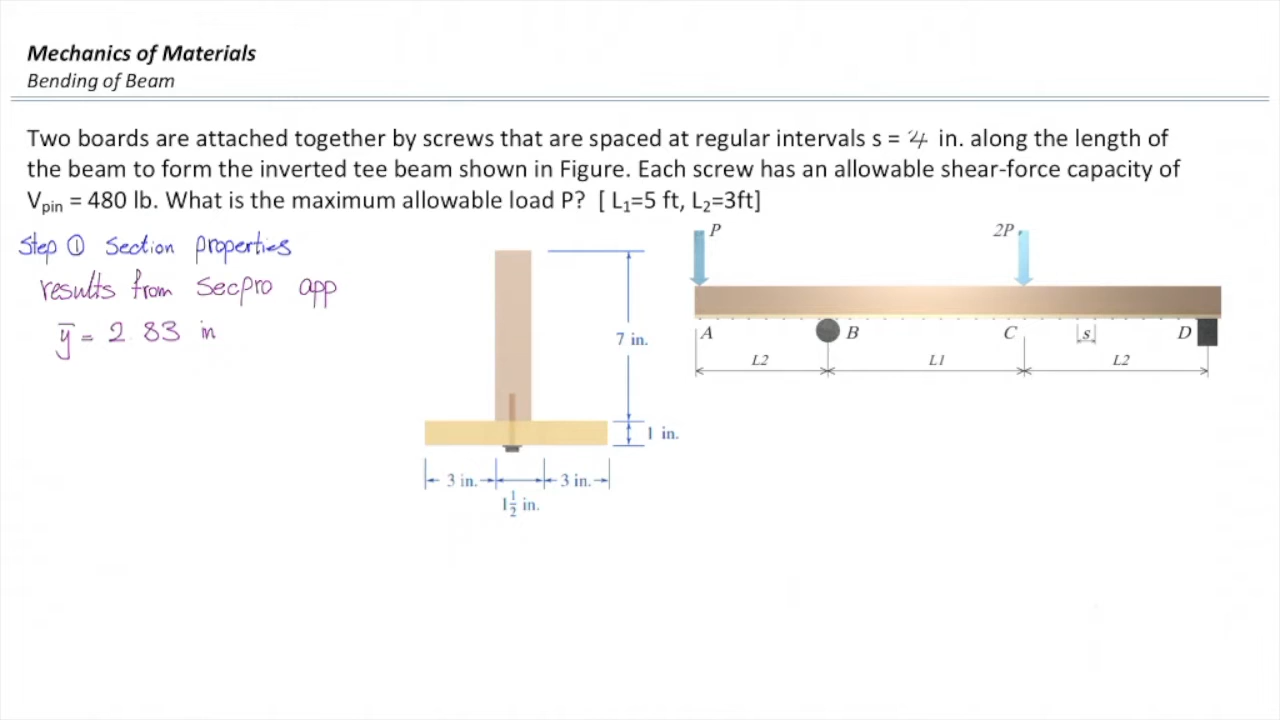 Mechanics of Materials
Bending of Beam
Two boards are attached together by screws that are spaced at regular intervals s = 4 in. along the length of
the beam to form the inverted tee beam shown in Figure. Each screw has an allowable shear-force capacity of
Vpin = 480 lb. What is the maximum allowable load P? [ L1=5 ft, L2=3ft]
Step ① Section properties
results from Secpro app
ȳ = 2.83 in
7 in.
1 in.
3 in.
3 in.
1 1/2 in.
P
2P
A
B
C
s
D
L2
L1
L2